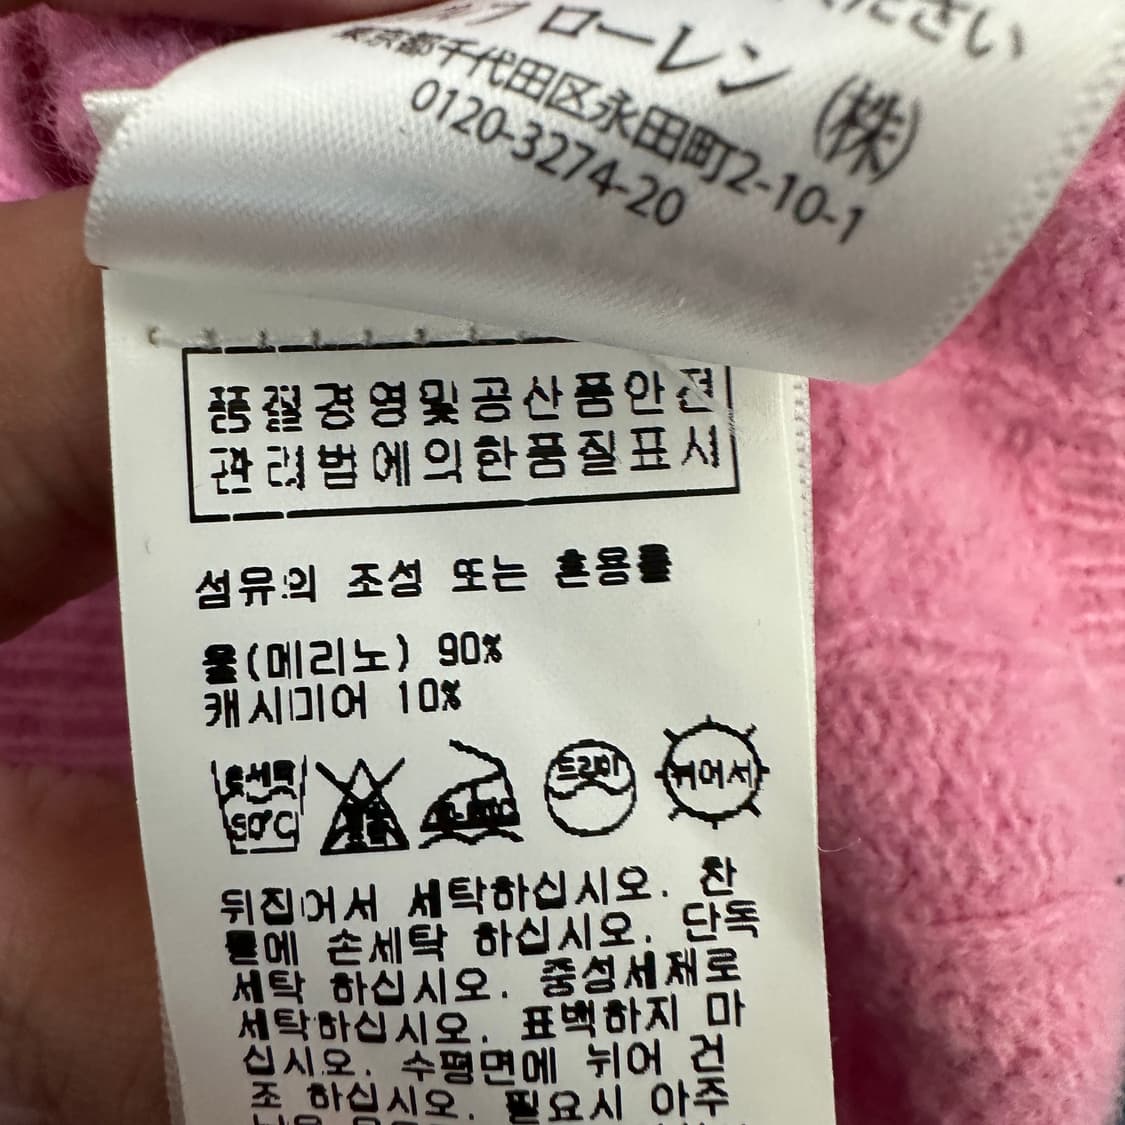 ください
ローレン (株)
東京都千代田区永田町2-10-1
0120-3274-20
품질경영및공산품안전
관리법에의한품질표시
섬유의 조성 또는 혼용률
울(메리노) 90%
캐시미어 10%
손세탁
30℃
드라이
뉘어서
뒤집어서 세탁하십시오. 찬
물에 손세탁 하십시오. 단독
세탁 하십시오. 중성세제로
세탁하십시오. 표백하지 마
십시오. 수평면에 뉘어 건
조 하십시오. 필요시 아주